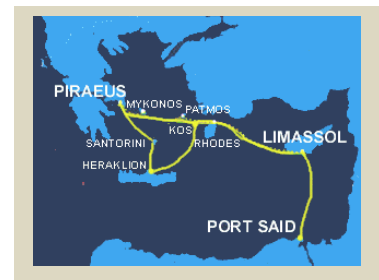 PIRAEUS
MYKONOS
PATMOS
KOS
SANTORINI
RHODES
LIMASSOL
HERAKLION
PORT SAID